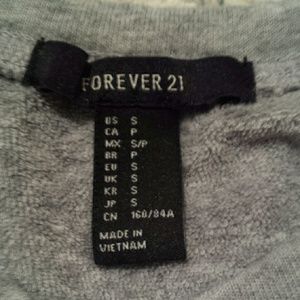 FOREVER 21
US S
CA P
MX S/P
BR P
EU S
UK S
KR S
JP S
CN 160/84A
MADE IN
VIETNAM